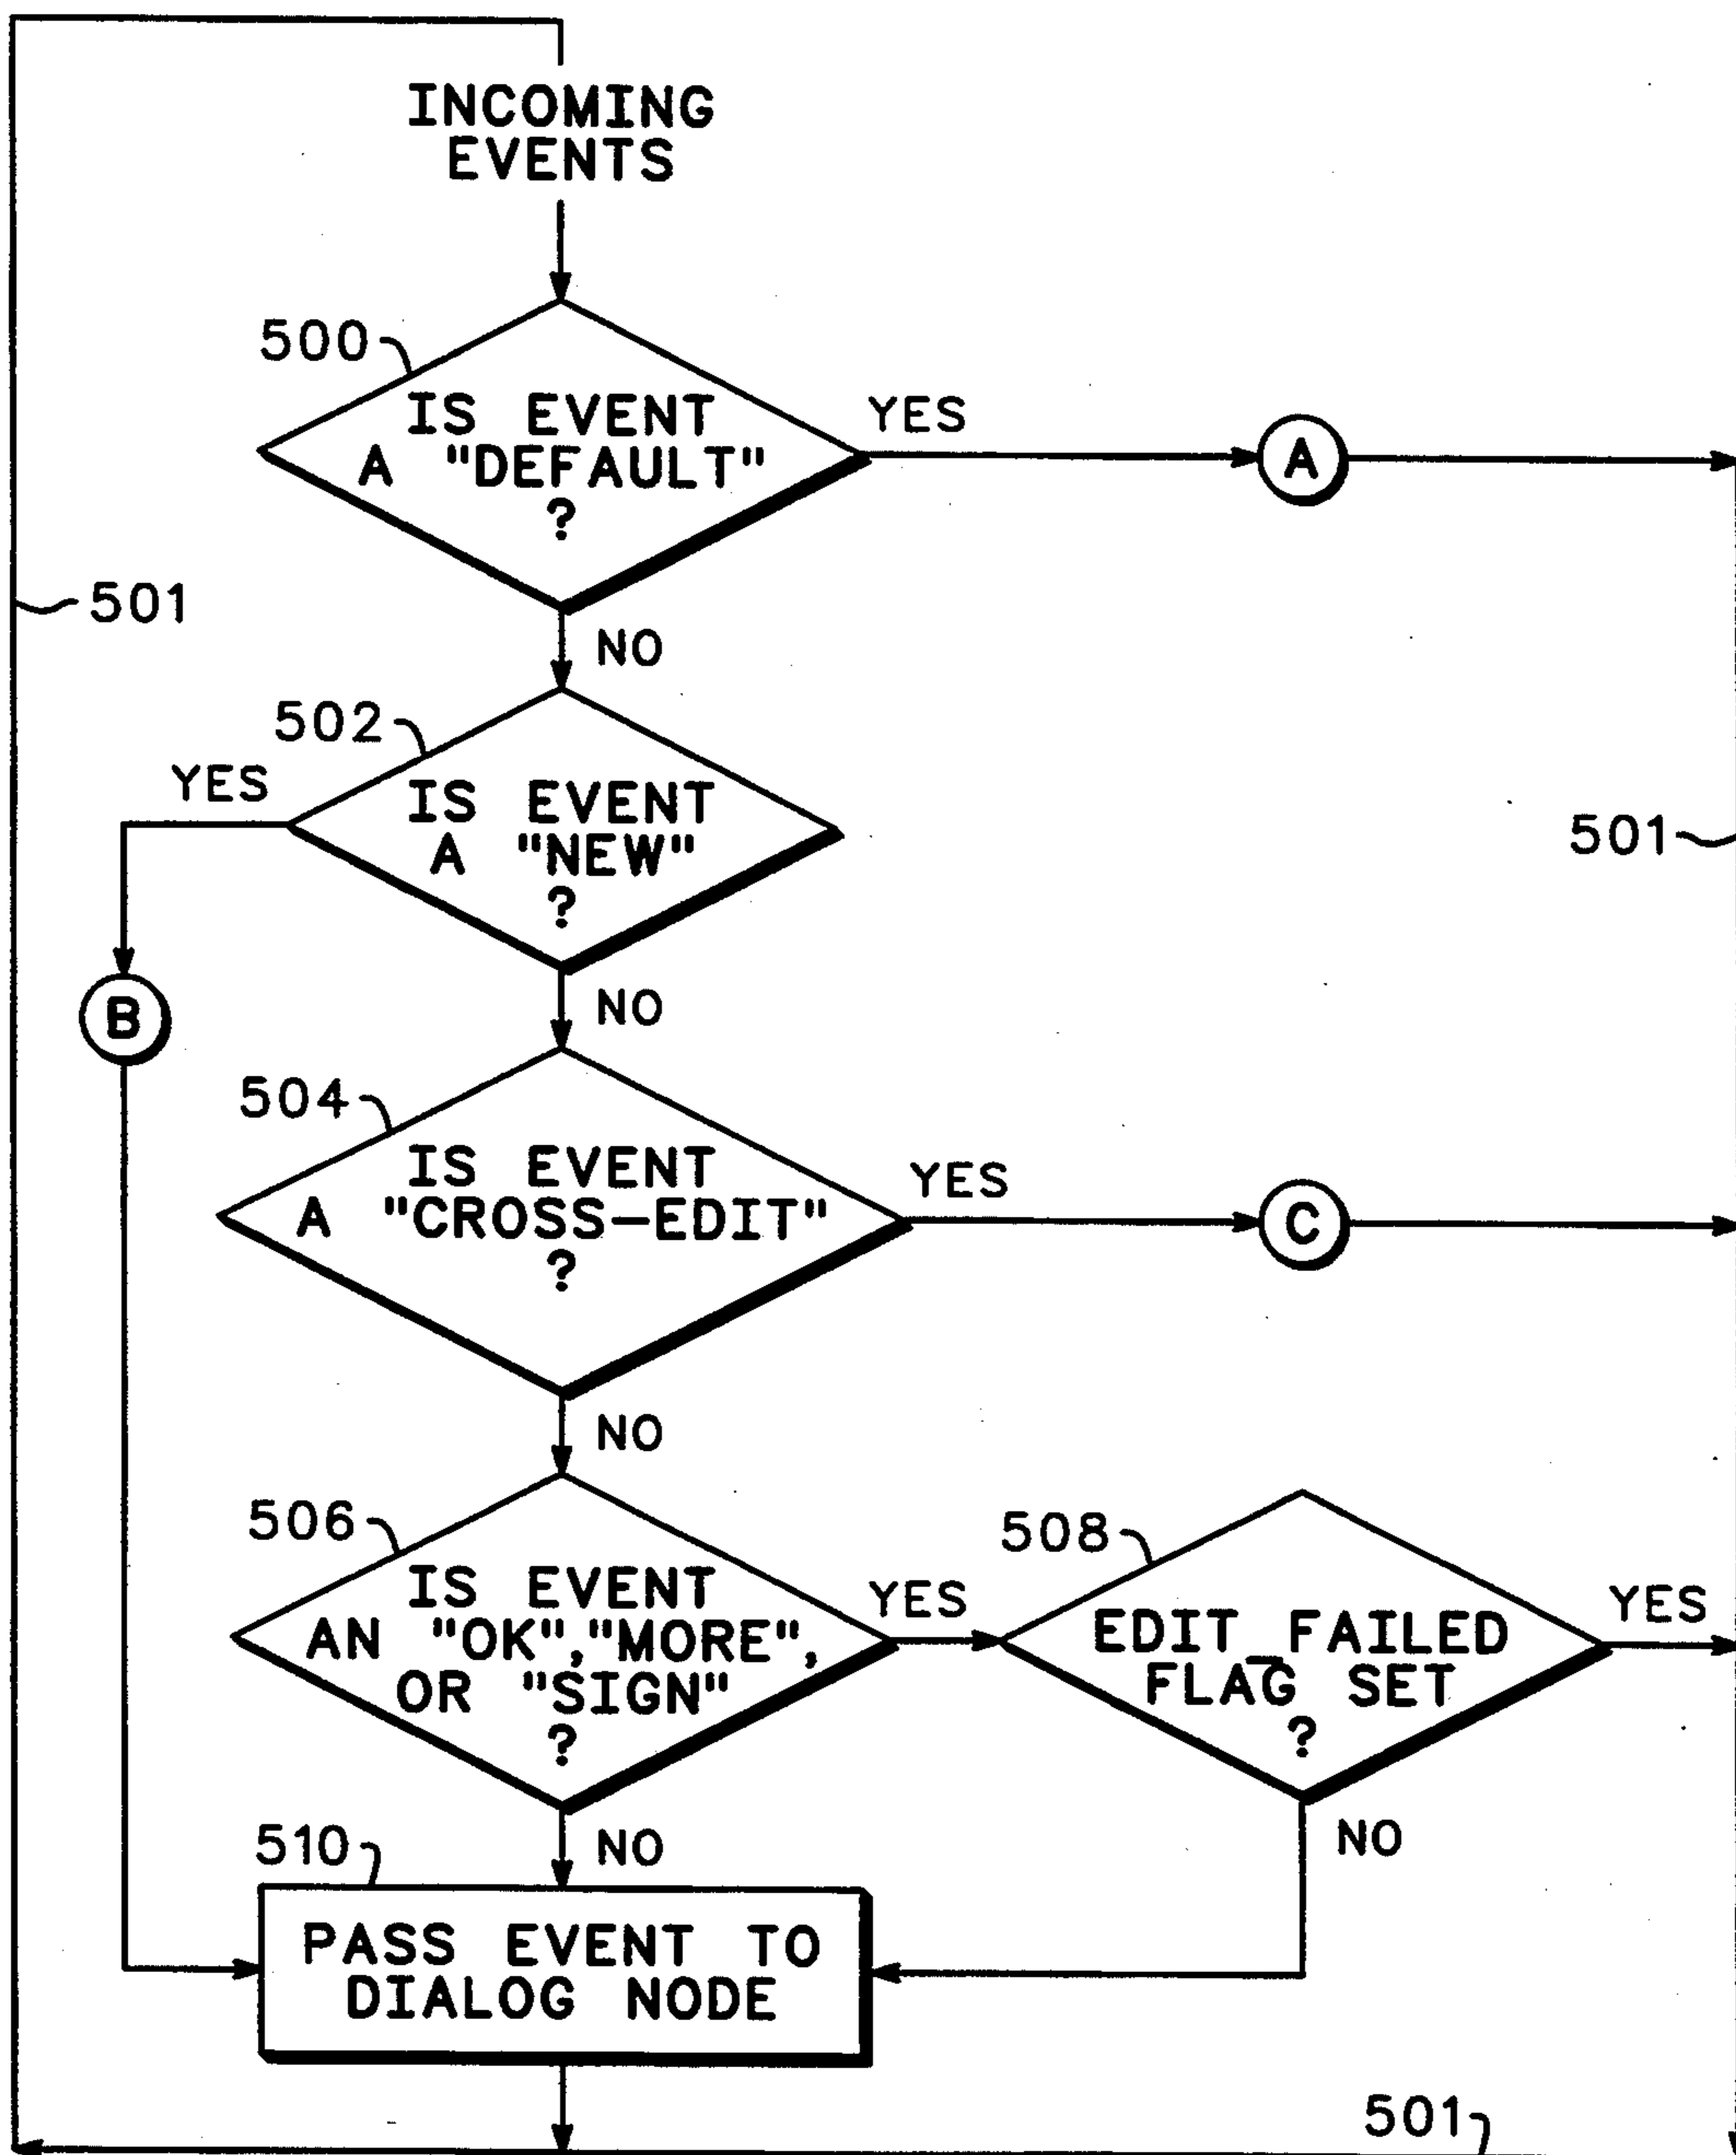 INCOMING
EVENTS
500
IS EVENT
A "DEFAULT"
?
YES
A
501
NO
502
YES
IS EVENT
A "NEW"
?
501
B
NO
504
IS EVENT
A "CROSS-EDIT"
?
YES
C
NO
506
IS EVENT
AN "OK","MORE",
OR "SIGN"
?
YES
508
EDIT_FAILED
FLAG SET
?
YES
NO
NO
510
PASS EVENT TO
DIALOG NODE
501